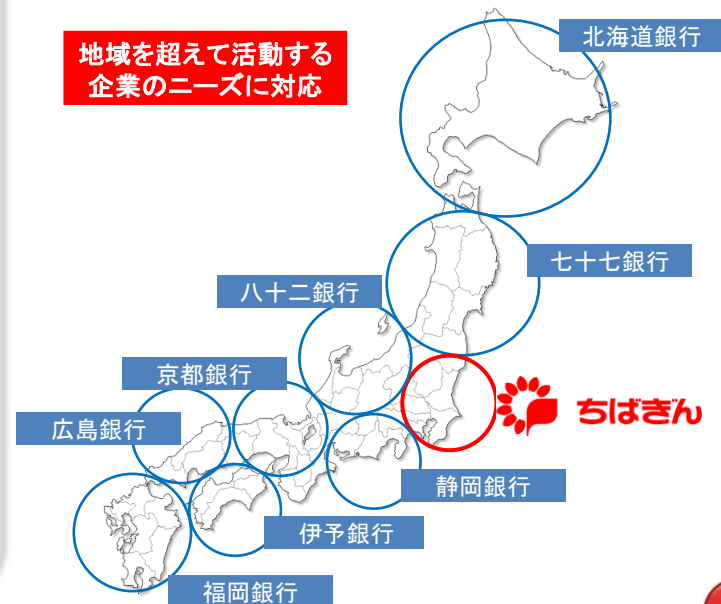 地域を超えて活動する
企業のニーズに対応
北海道銀行
七十七銀行
八十二銀行
京都銀行
ちばぎん
広島銀行
静岡銀行
伊予銀行
福岡銀行